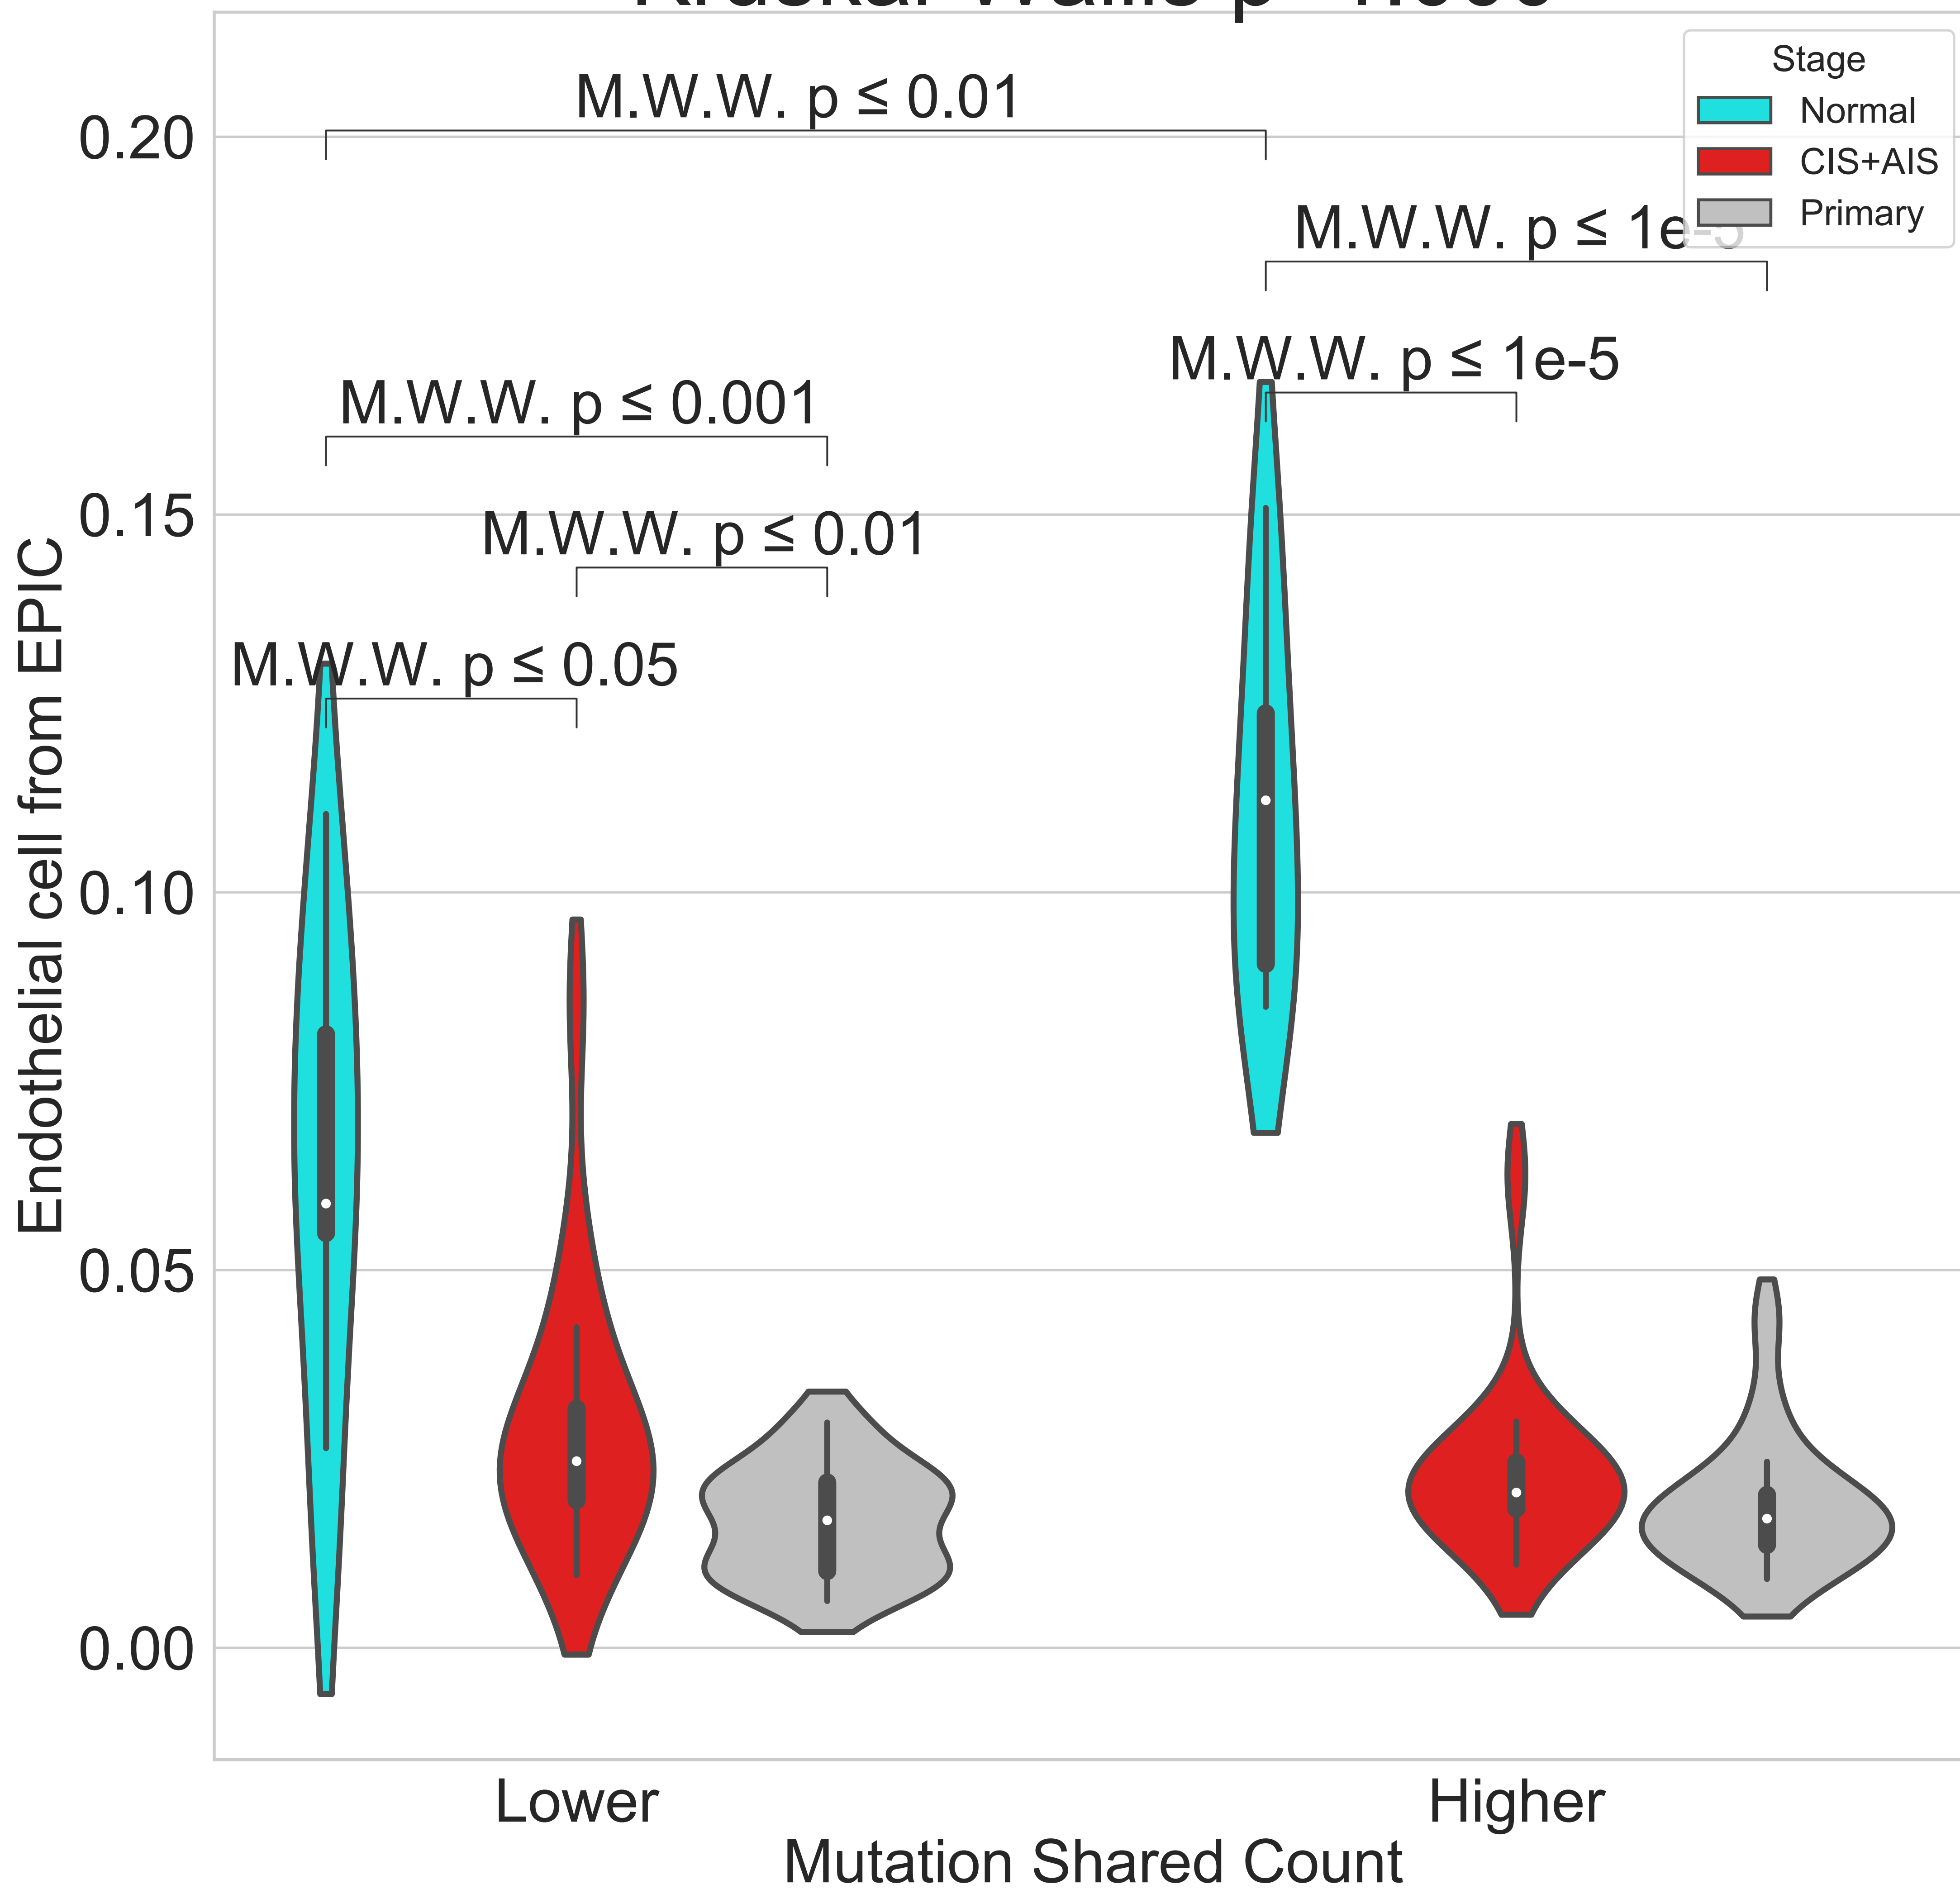 Stage
Normal
CIS+AIS
Primary
M.W.W. p ≤ 0.01
M.W.W. p ≤ 1e-5
M.W.W. p ≤ 1e-5
M.W.W. p ≤ 0.001
M.W.W. p ≤ 0.01
M.W.W. p ≤ 0.05
0.20
0.15
0.10
0.05
0.00
Endothelial cell from EPIC
Lower
Higher
Mutation Shared Count